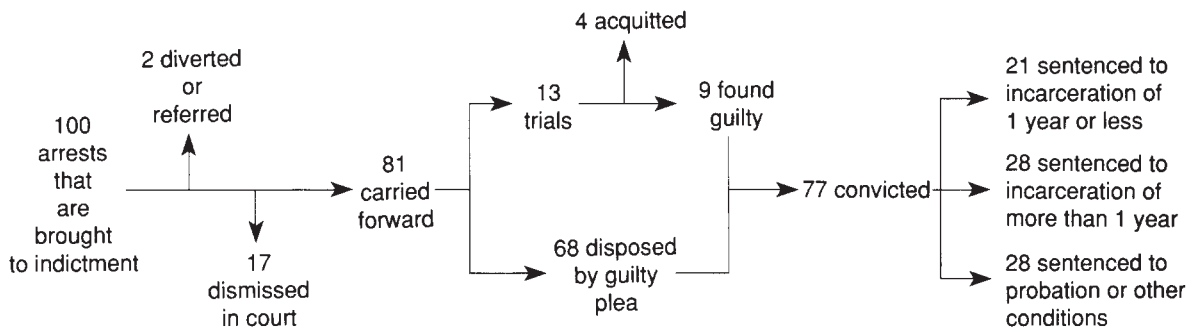 100
arrests
that
are
brought
to indictment
2 diverted
or
referred
17
dismissed
in court
81
carried
forward
13
trials
4 acquitted
9 found
guilty
68 disposed
by guilty
plea
77 convicted
21 sentenced to
incarceration of
1 year or less
28 sentenced to
incarceration of
more than 1 year
28 sentenced to
probation or other
conditions